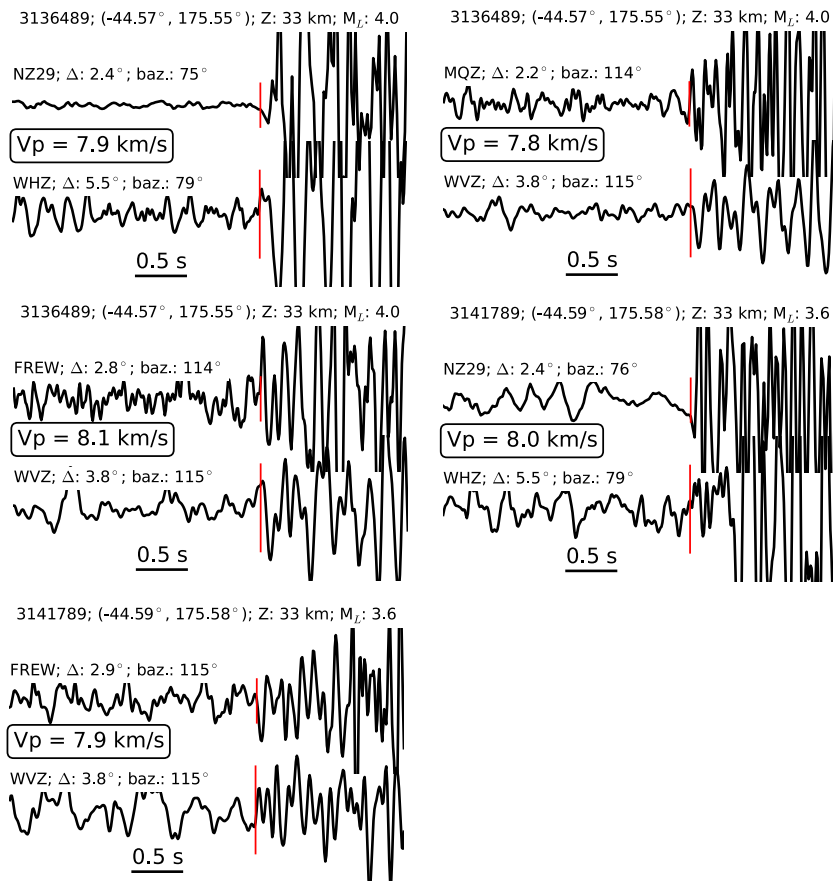 3136489; (-44.57°, 175.55°); Z: 33 km; M_L: 4.0
NZ29; Δ: 2.4°; baz.: 75°
Vp = 7.9 km/s
WHZ; Δ: 5.5°; baz.: 79°
0.5 s
3136489; (-44.57°, 175.55°); Z: 33 km; M_L: 4.0
MQZ; Δ: 2.2°; baz.: 114°
Vp = 7.8 km/s
WVZ; Δ: 3.8°; baz.: 115°
0.5 s
3136489; (-44.57°, 175.55°); Z: 33 km; M_L: 4.0
FREW; Δ: 2.8°; baz.: 114°
Vp = 8.1 km/s
WVZ; Δ: 3.8°; baz.: 115°
0.5 s
3141789; (-44.59°, 175.58°); Z: 33 km; M_L: 3.6
NZ29; Δ: 2.4°; baz.: 76°
Vp = 8.0 km/s
WHZ; Δ: 5.5°; baz.: 79°
0.5 s
3141789; (-44.59°, 175.58°); Z: 33 km; M_L: 3.6
FREW; Δ: 2.9°; baz.: 115°
Vp = 7.9 km/s
WVZ; Δ: 3.8°; baz.: 115°
0.5 s